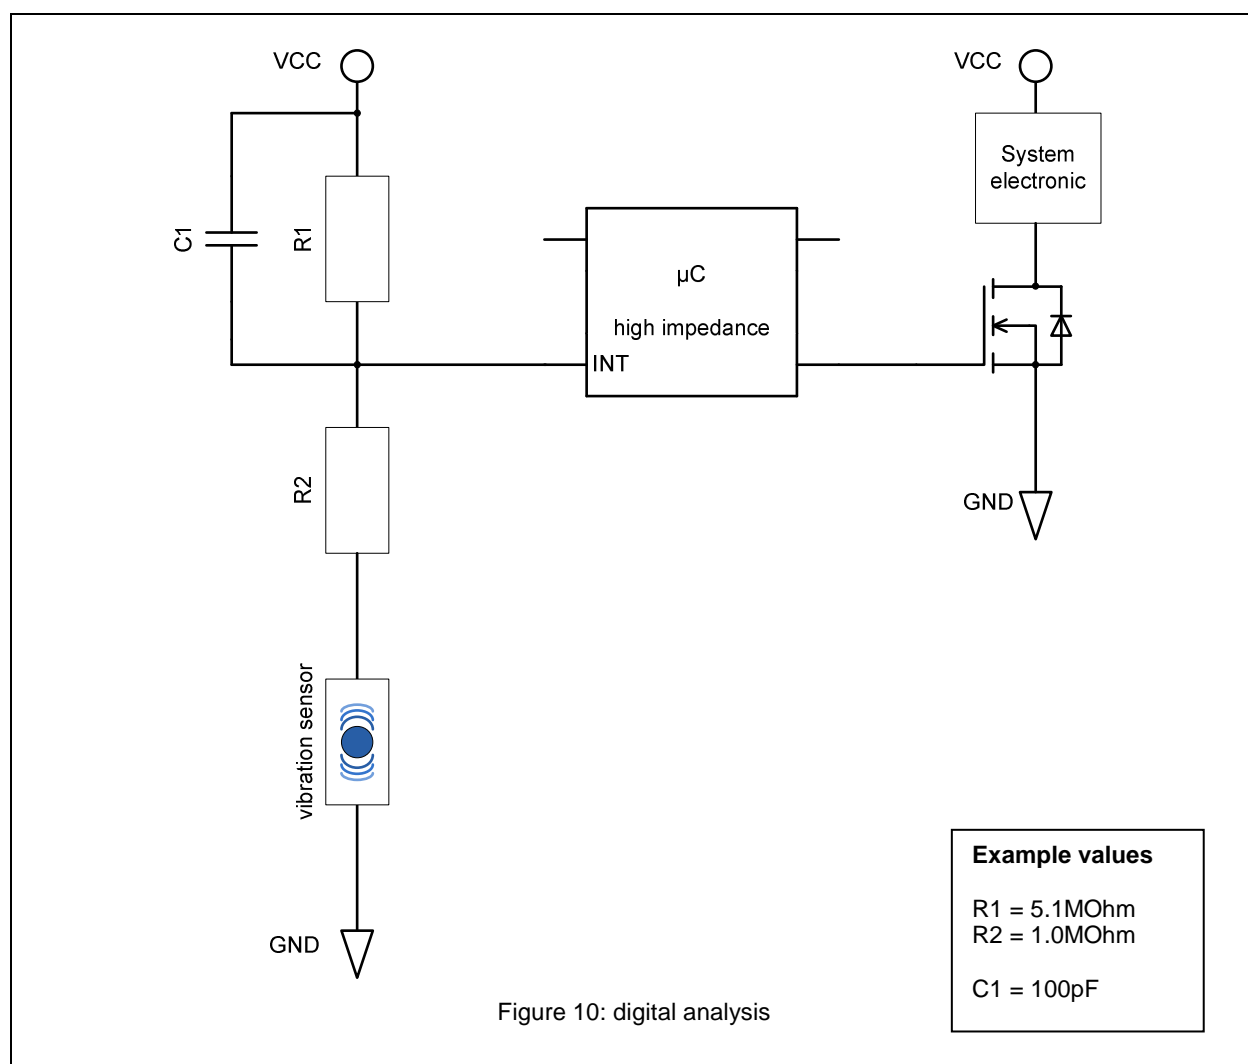 VCC
VCC
System
electronic
C1
R1
µC
high impedance
INT
R2
GND
vibration sensor
GND
Example values
R1 = 5.1MOhm
R2 = 1.0MOhm
C1 = 100pF
Figure 10: digital analysis